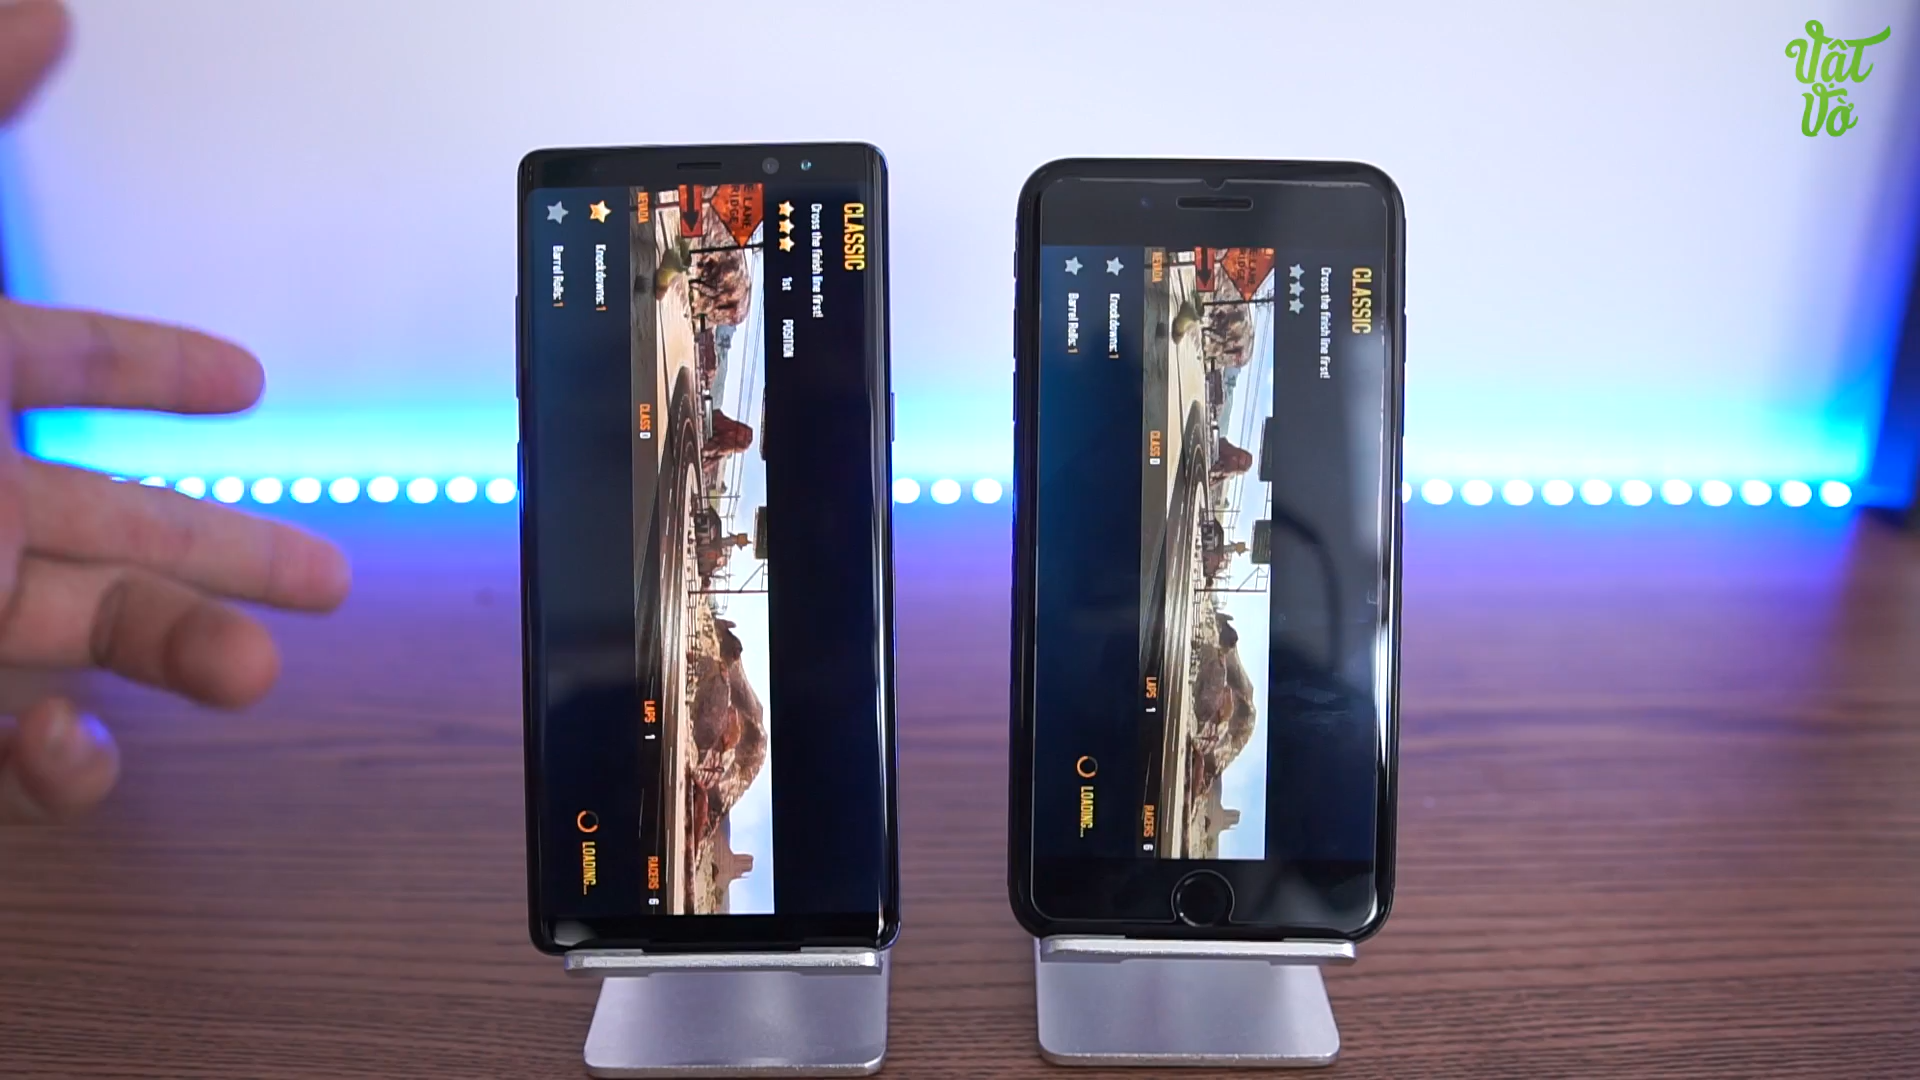 Vật
Vờ
CLASSIC
Cross the finish line first!
1st POSITION
NEVADA CLASS D LAPS 1 RACERS 6
Knockdowns: 1
Barrel Rolls: 1
LOADING...
CLASSIC
Cross the finish line first!
NEVADA CLASS D LAPS 1 RACERS 6
Knockdowns: 1
Barrel Rolls: 1
LOADING...